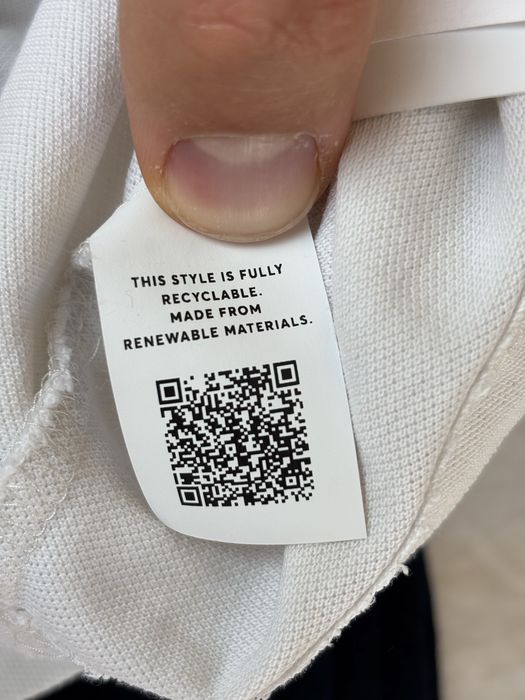 THIS STYLE IS FULLY
RECYCLABLE.
MADE FROM
RENEWABLE MATERIALS.